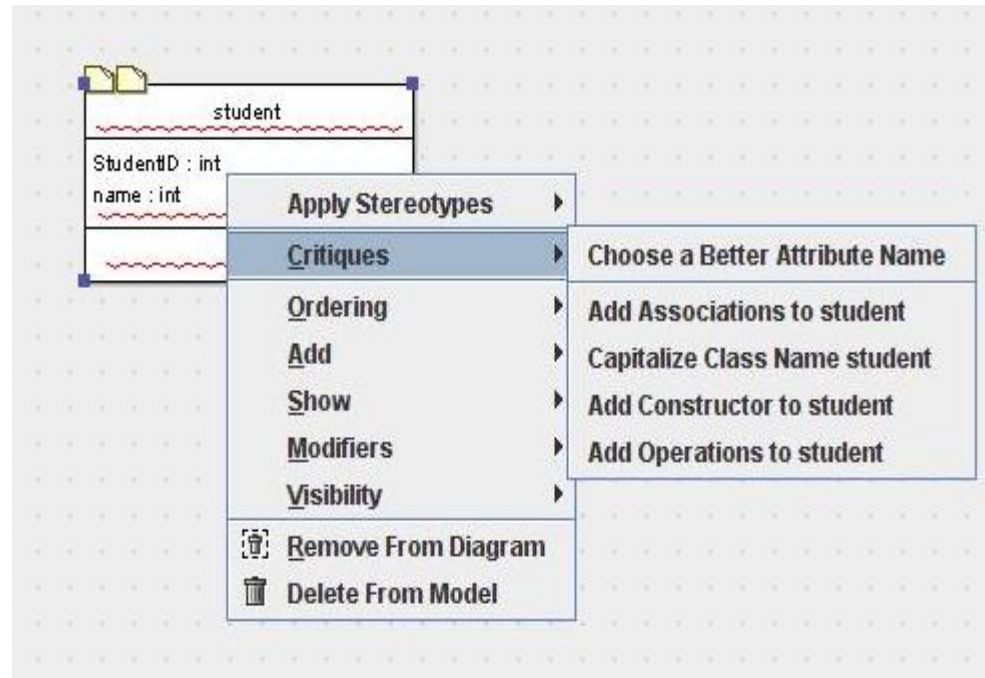 student
StudentID : int
name : int
Apply Stereotypes
Critiques
Ordering
Add
Show
Modifiers
Visibility
Remove From Diagram
Delete From Model
Choose a Better Attribute Name
Add Associations to student
Capitalize Class Name student
Add Constructor to student
Add Operations to student